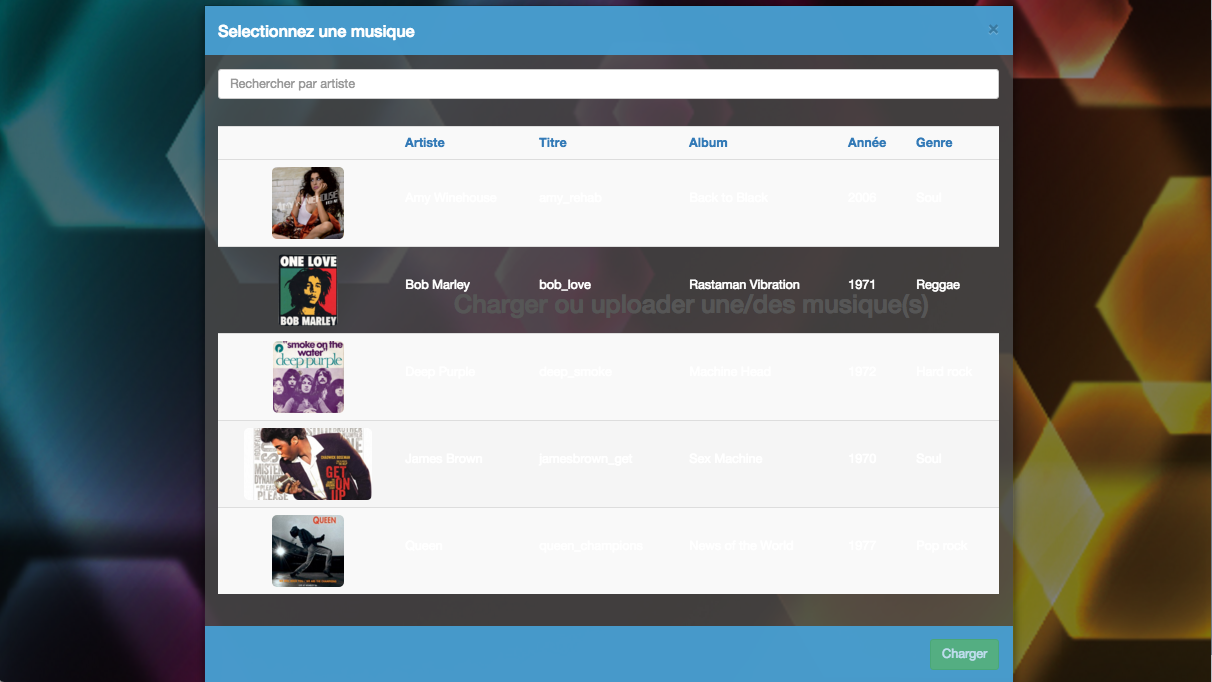 Selectionnez une musique
×
Rechercher par artiste
Artiste Titre Album Année Genre
Amy Winehouse amy_rehab Back to Black Soul
ONE LOVE
BOB MARLEY
Bob Marley bob_love Rastaman Vibration 1971 Reggae
Charger ou uploader une/des musique(s)
"smoke on the
water"
deep purple
Deep Purple deep_smoke Machine Head 1972 Hard rock
GET
ON
UP
James Brown jamesbrown_get Sex Machine 1970 Soul
QUEEN
Queen queen_champions News of the World 1977 Pop rock
Charger